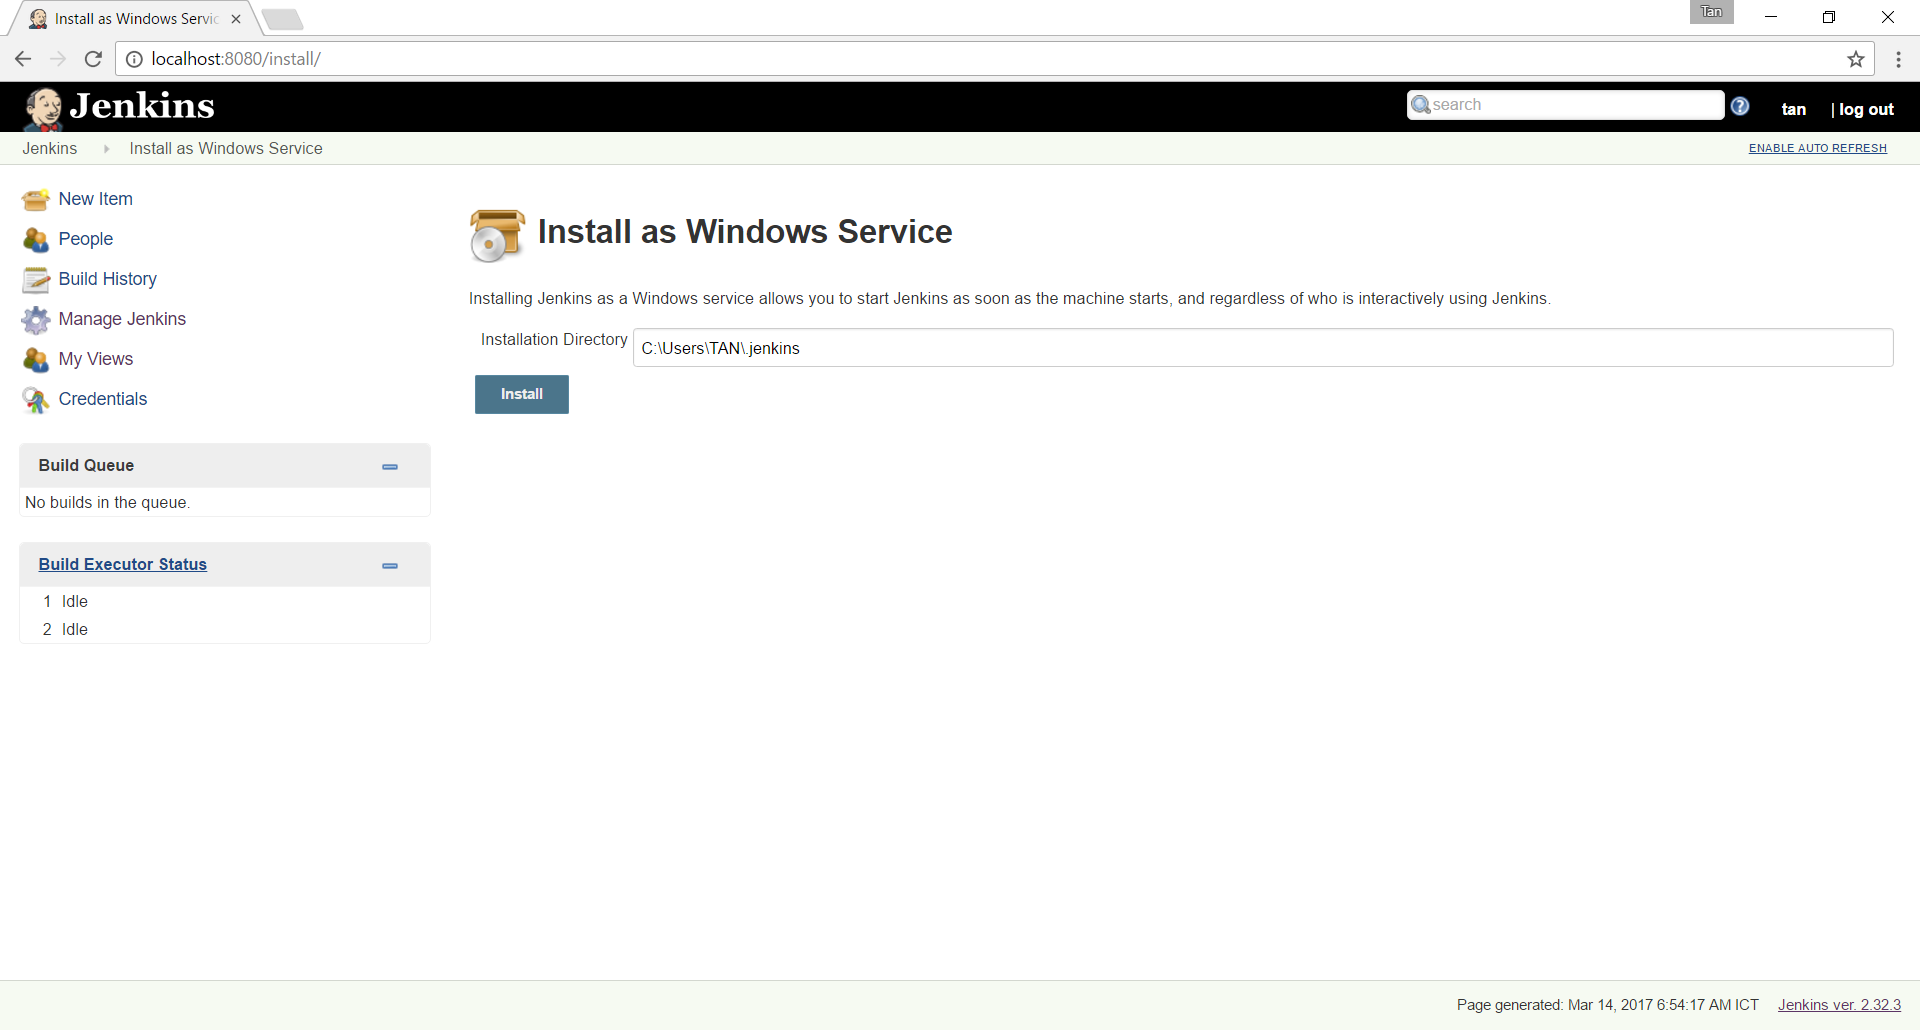 Install as Windows Servic
Tan
localhost:8080/install/
Jenkins
search
tan | log out
Jenkins Install as Windows Service
ENABLE AUTO REFRESH
New Item
People
Build History
Manage Jenkins
My Views
Credentials
Build Queue
No builds in the queue.
Build Executor Status
1 Idle
2 Idle
Install as Windows Service
Installing Jenkins as a Windows service allows you to start Jenkins as soon as the machine starts, and regardless of who is interactively using Jenkins.
Installation Directory C:\Users\TAN\.jenkins
Install
Page generated: Mar 14, 2017 6:54:17 AM ICT Jenkins ver. 2.32.3